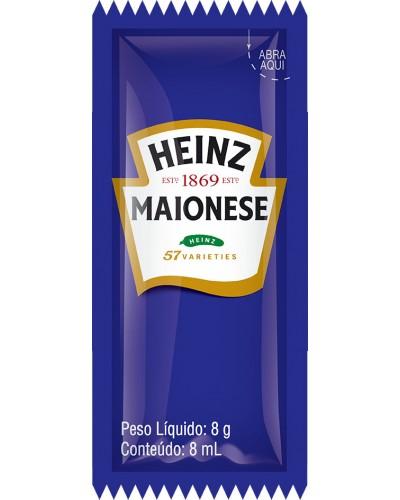 ABRA
AQUI
HEINZ
ESTD 1869 ESTD
MAIONESE
HEINZ
57 VARIETIES
Peso Líquido: 8 g
Conteúdo: 8 mL